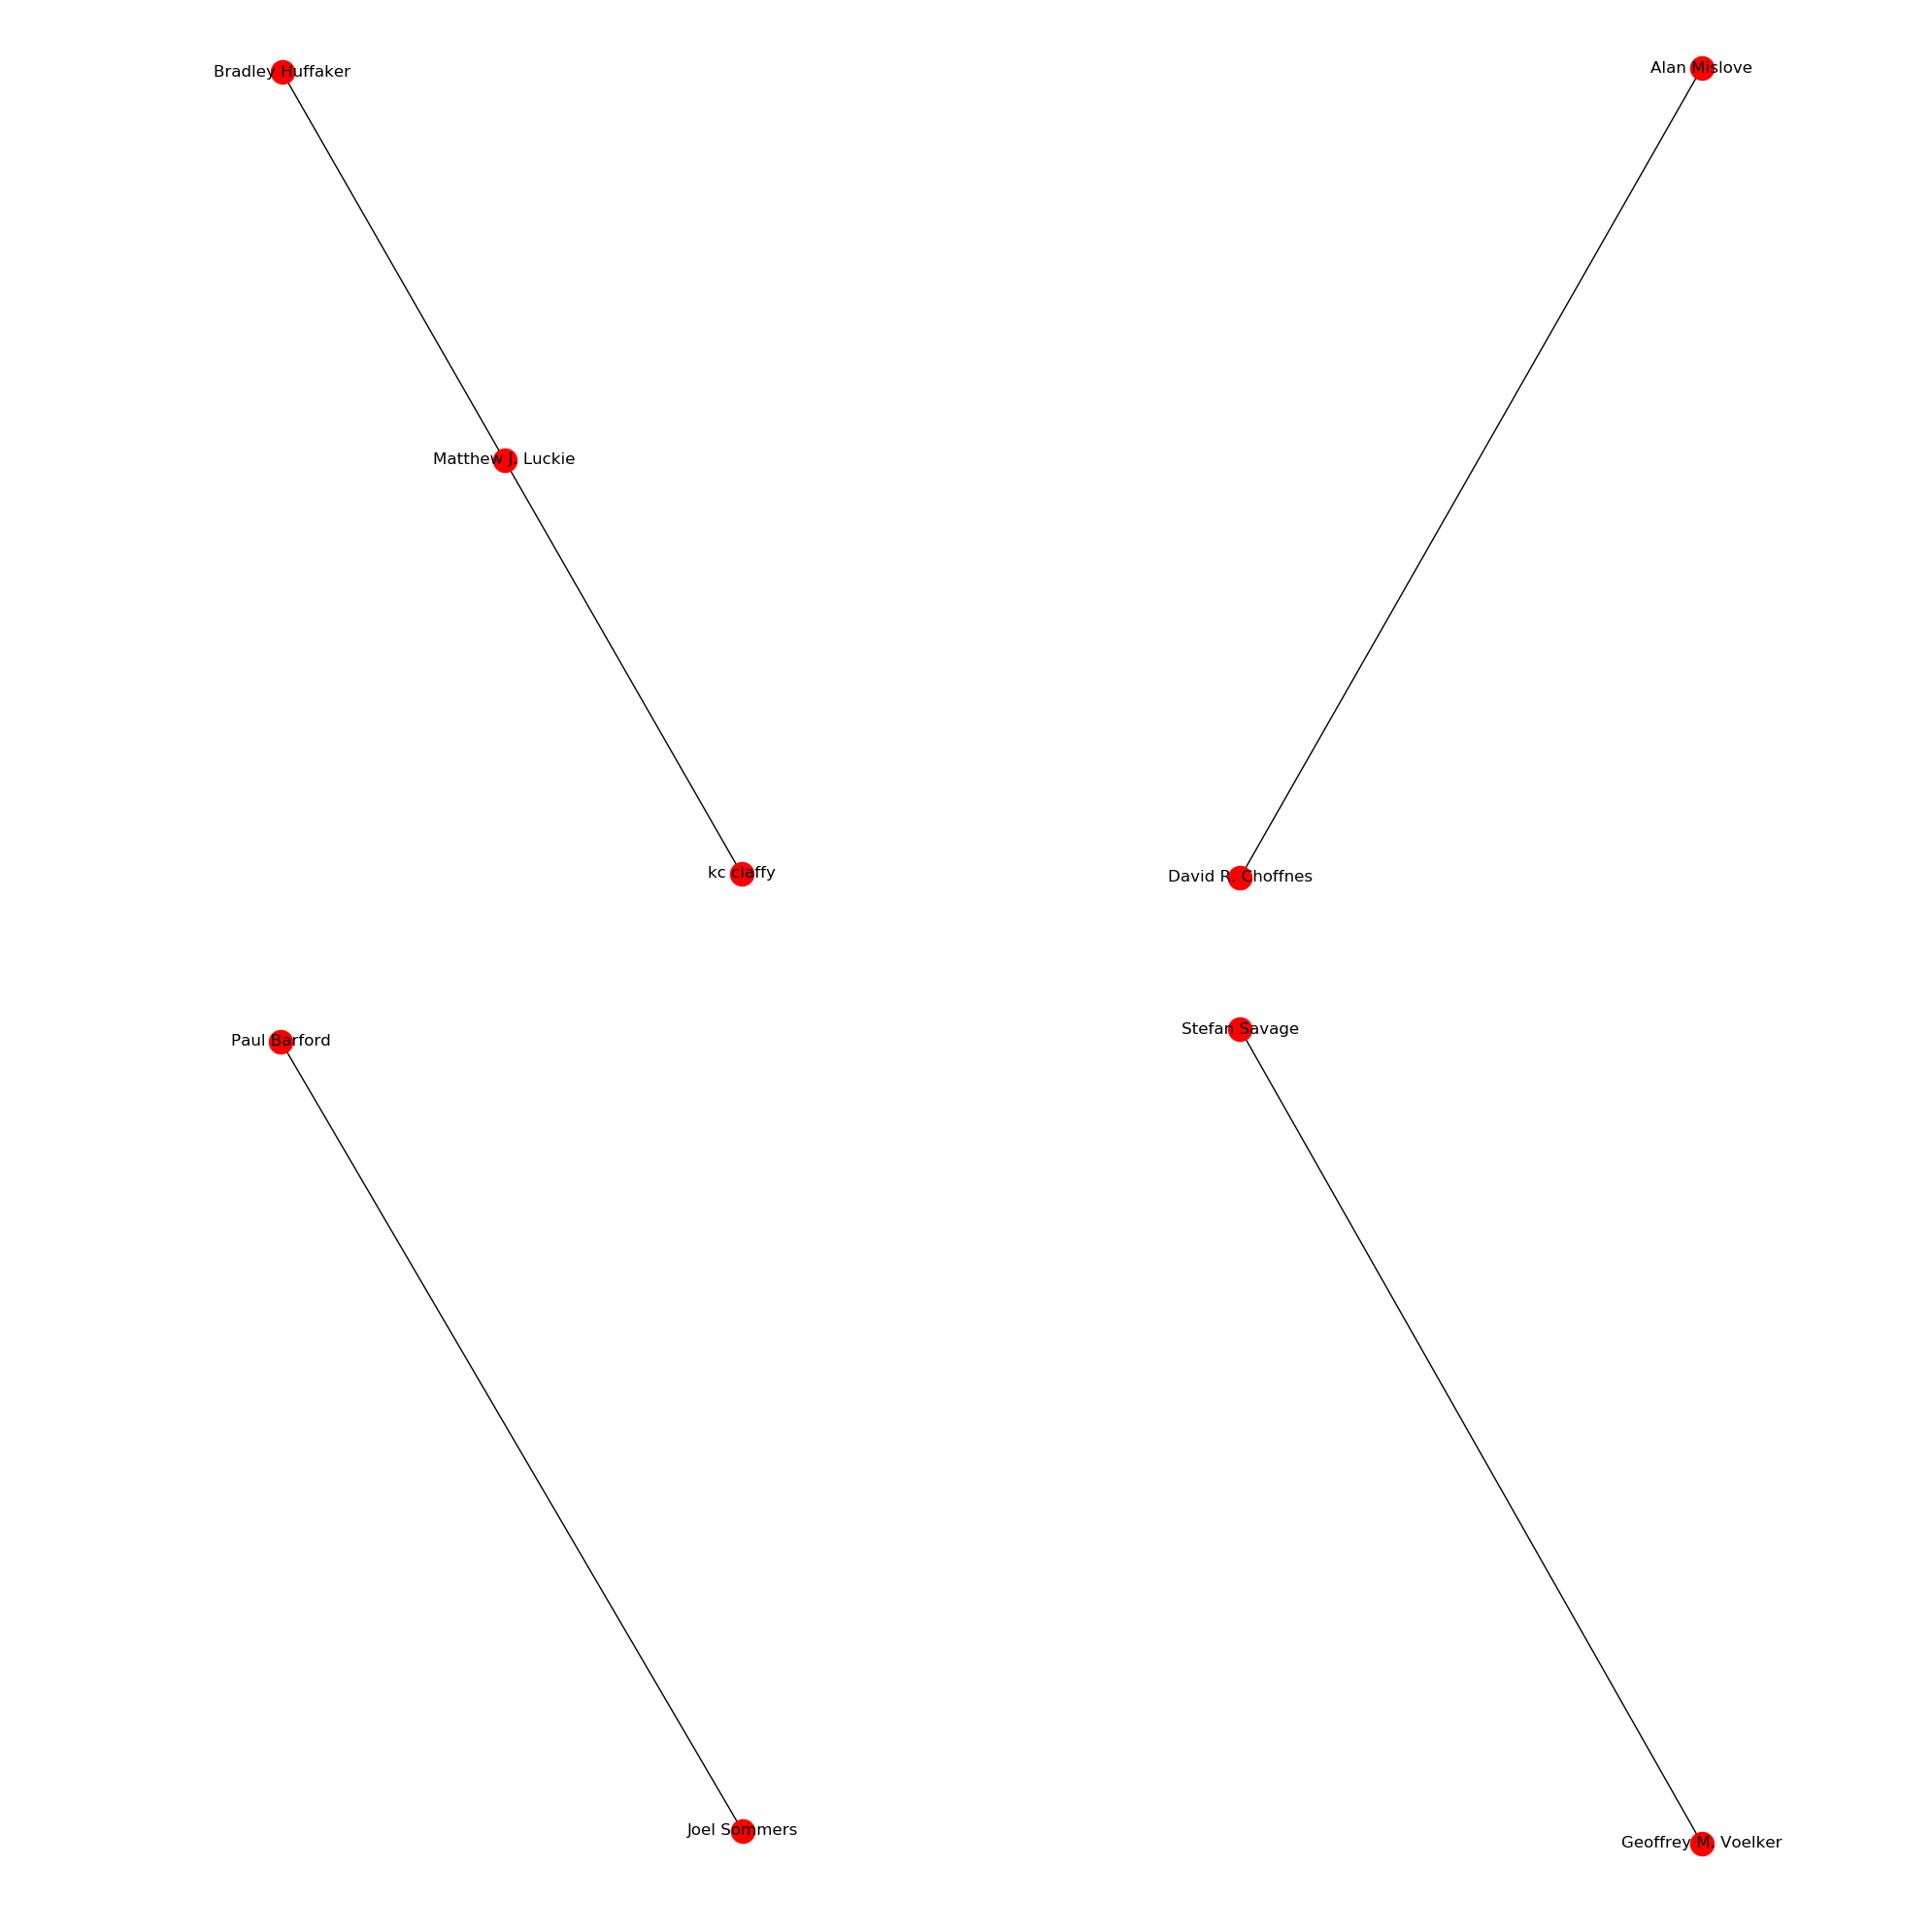 Bradley Huffaker
Alan Mislove
Matthew J. Luckie
kc claffy
David R. Choffnes
Paul Barford
Stefan Savage
Joel Sommers
Geoffrey M. Voelker